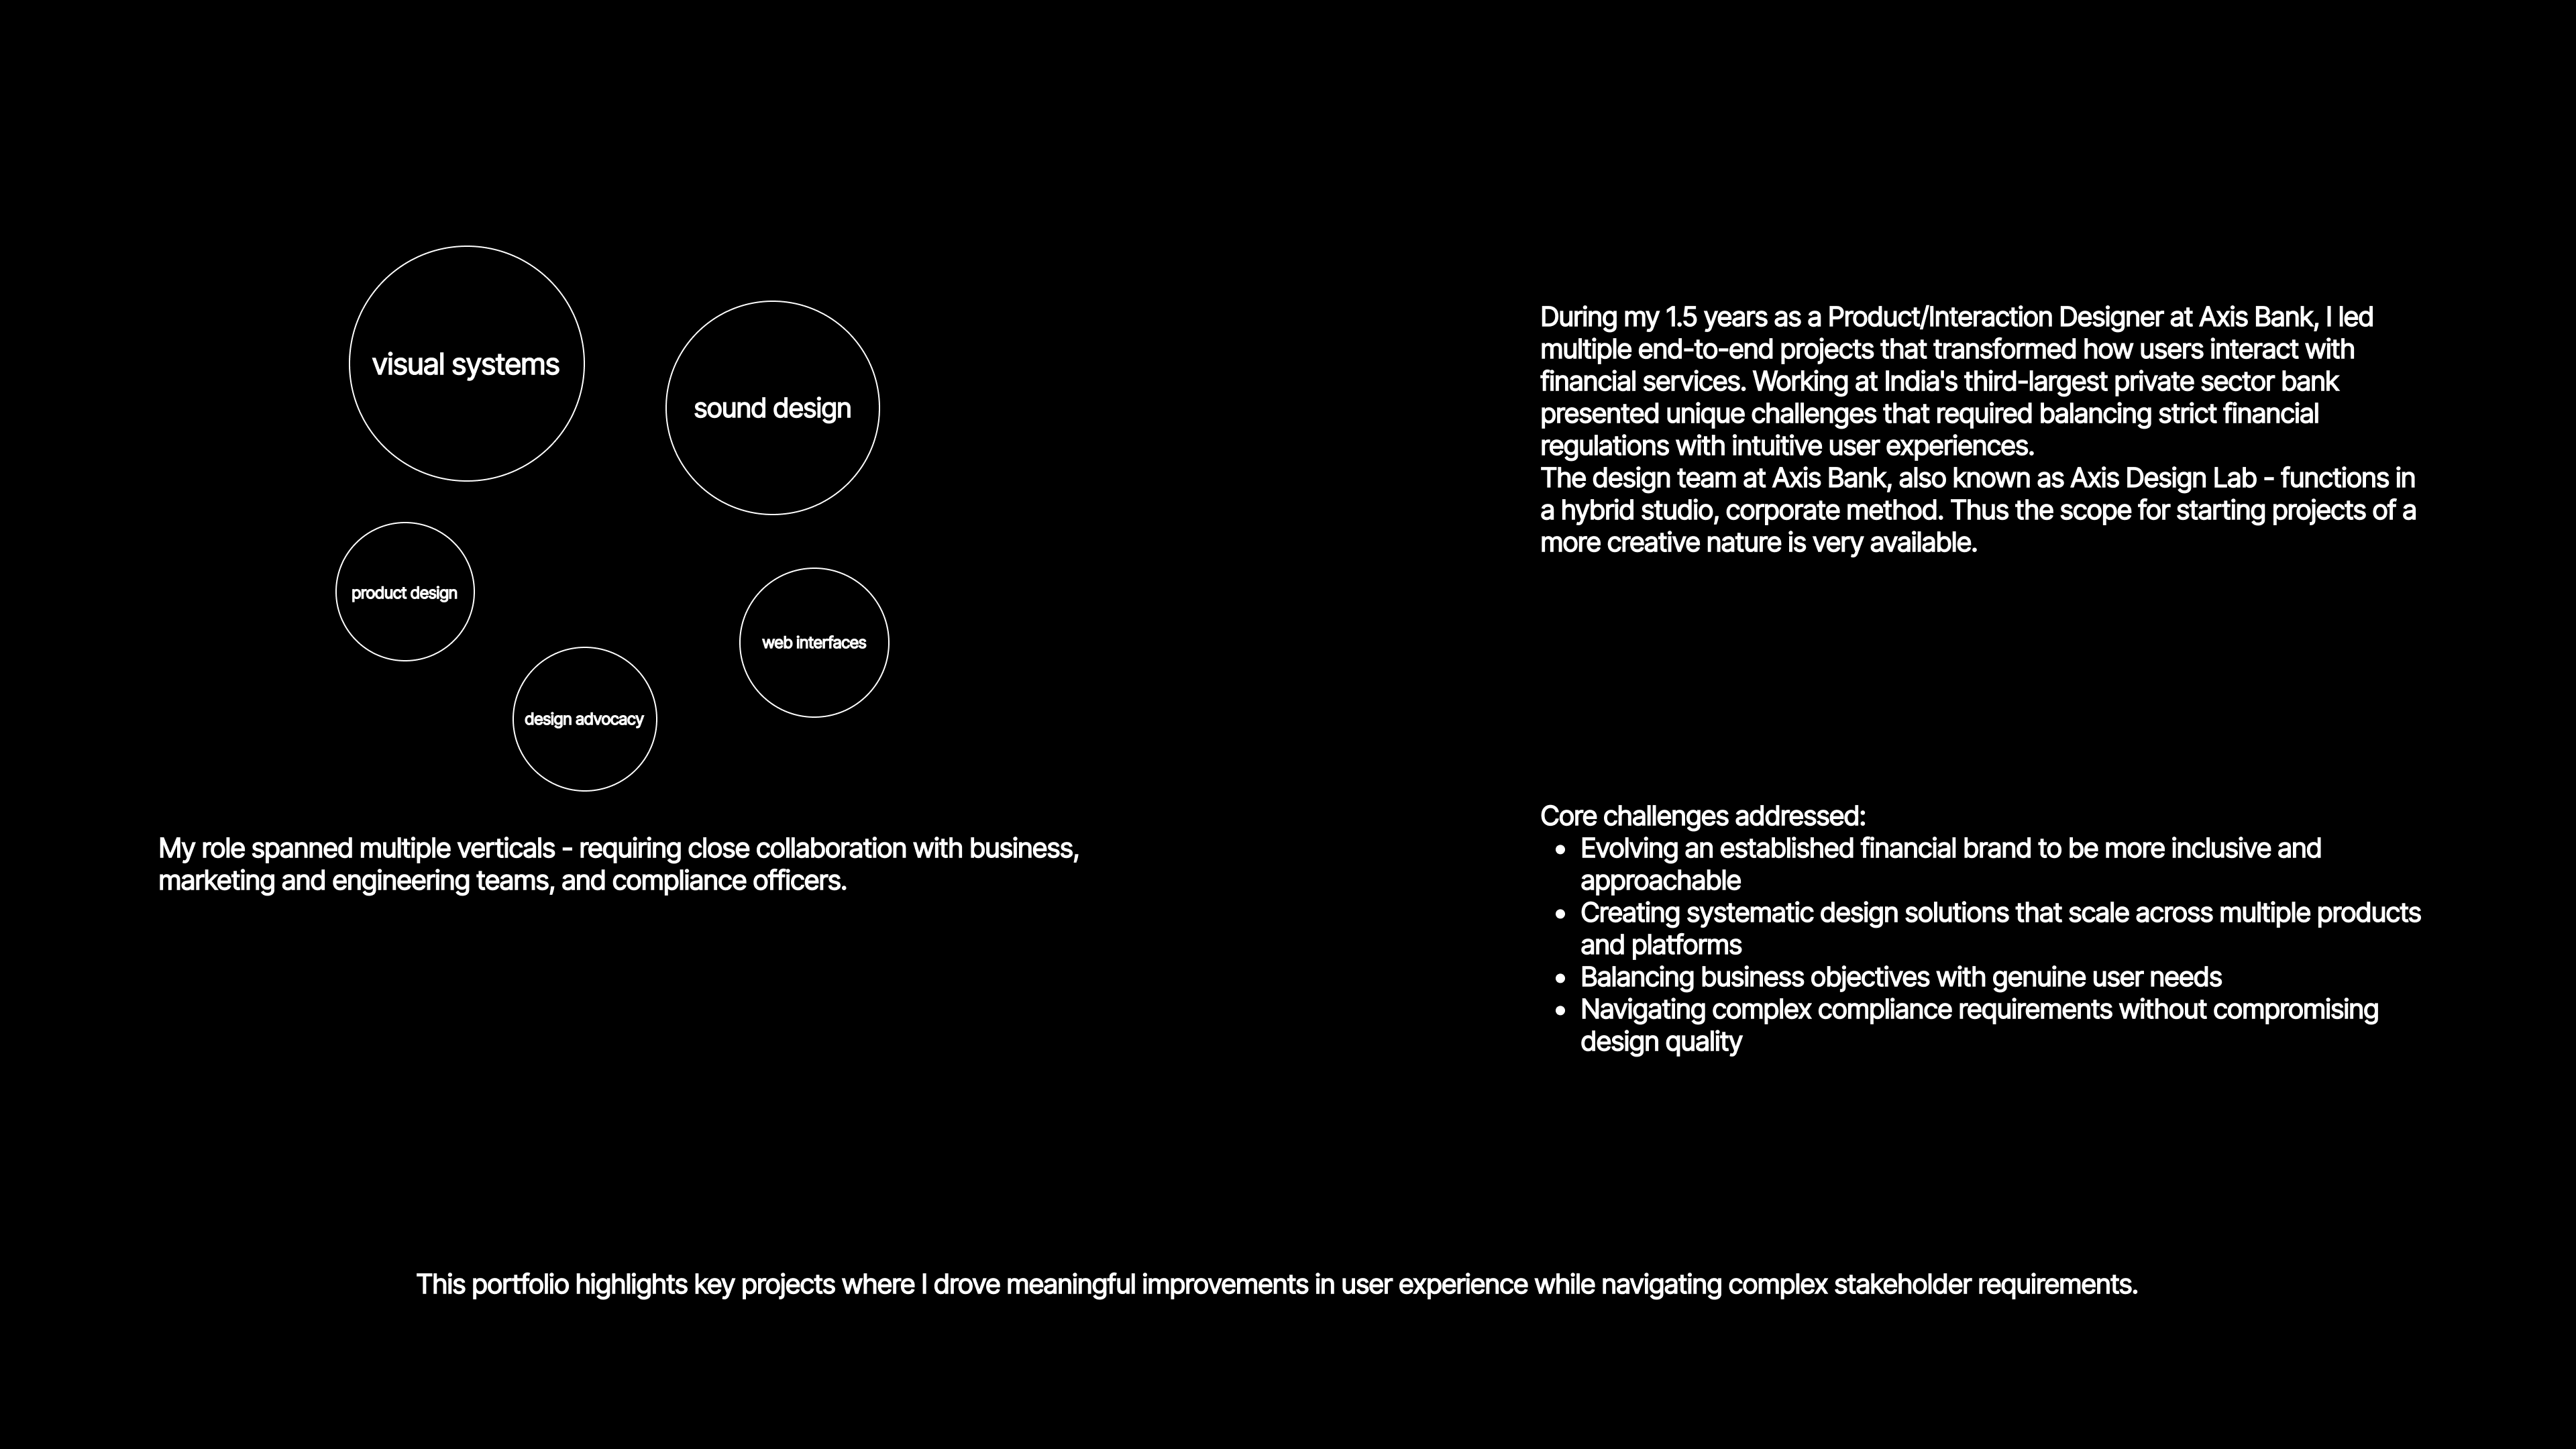 visual systems
sound design
product design
web interfaces
design advocacy
My role spanned multiple verticals - requiring close collaboration with business,
marketing and engineering teams, and compliance officers.
During my 1.5 years as a Product/Interaction Designer at Axis Bank, I led
multiple end-to-end projects that transformed how users interact with
financial services. Working at India's third-largest private sector bank
presented unique challenges that required balancing strict financial
regulations with intuitive user experiences.
The design team at Axis Bank, also known as Axis Design Lab - functions in
a hybrid studio, corporate method. Thus the scope for starting projects of a
more creative nature is very available.
Core challenges addressed:
• Evolving an established financial brand to be more inclusive and
approachable
• Creating systematic design solutions that scale across multiple products
and platforms
• Balancing business objectives with genuine user needs
• Navigating complex compliance requirements without compromising
design quality
This portfolio highlights key projects where I drove meaningful improvements in user experience while navigating complex stakeholder requirements.